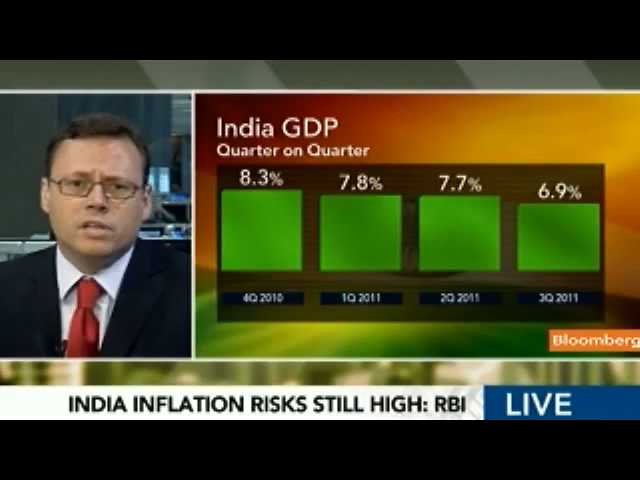 India GDP
Quarter on Quarter
8.3% 7.8% 7.7% 6.9%
4Q 2010 1Q 2011 2Q 2011 3Q 2011
Bloomberg
INDIA INFLATION RISKS STILL HIGH: RBI LIVE